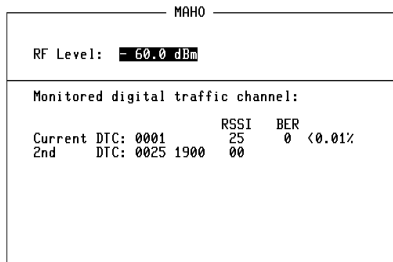 MAHO
RF Level: - 60.0 dBm
Monitored digital traffic channel:
RSSI BER
Current DTC: 0001 25 0 <0.01%
2nd DTC: 0025 1900 00